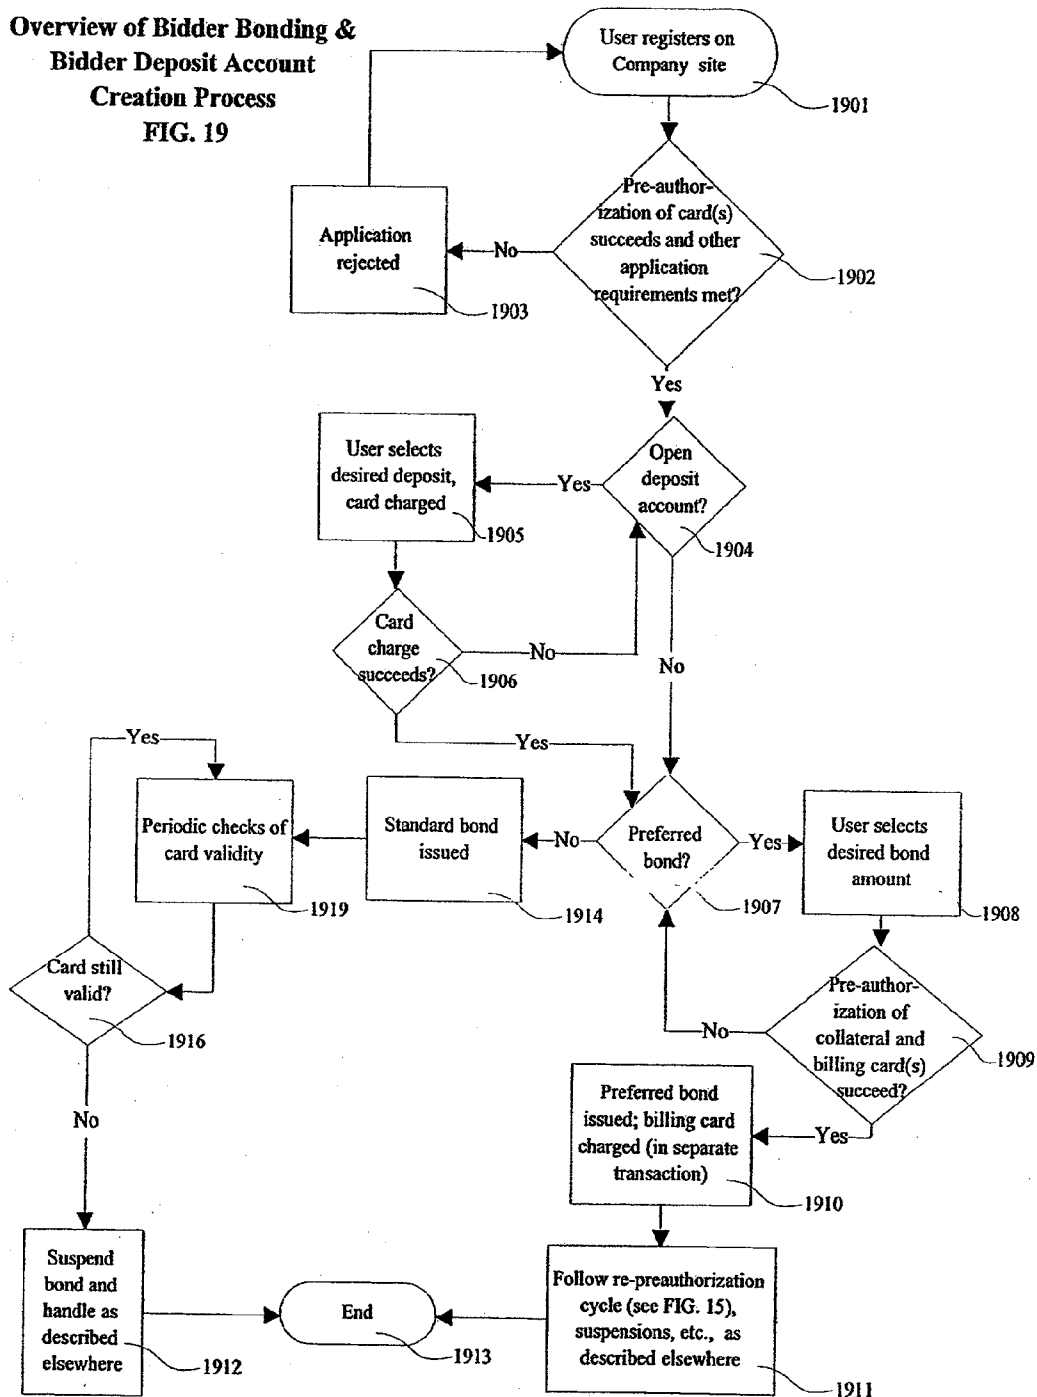 Overview of Bidder Bonding &
Bidder Deposit Account
Creation Process
FIG. 19
User registers on
Company site
1901
Pre-author-
ization of card(s)
succeeds and other
application
requirements met?
1902
No
Application
rejected
1903
Yes
Open
deposit
account?
1904
Yes
User selects
desired deposit,
card charged
1905
Card
charge
succeeds?
1906
No
No
Yes
Yes
Periodic checks of
card validity
1919
Standard bond
issued
1914
No
Preferred
bond?
1907
Yes
User selects
desired bond
amount
1908
Card still
valid?
1916
No
Pre-author-
ization of
collateral and
billing card(s)
succeed?
1909
No
Yes
Preferred bond
issued; billing card
charged (in separate
transaction)
1910
Suspend
bond and
handle as
described
elsewhere
1912
End
1913
Follow re-preauthorization
cycle (see FIG. 15),
suspensions, etc., as
described elsewhere
1911